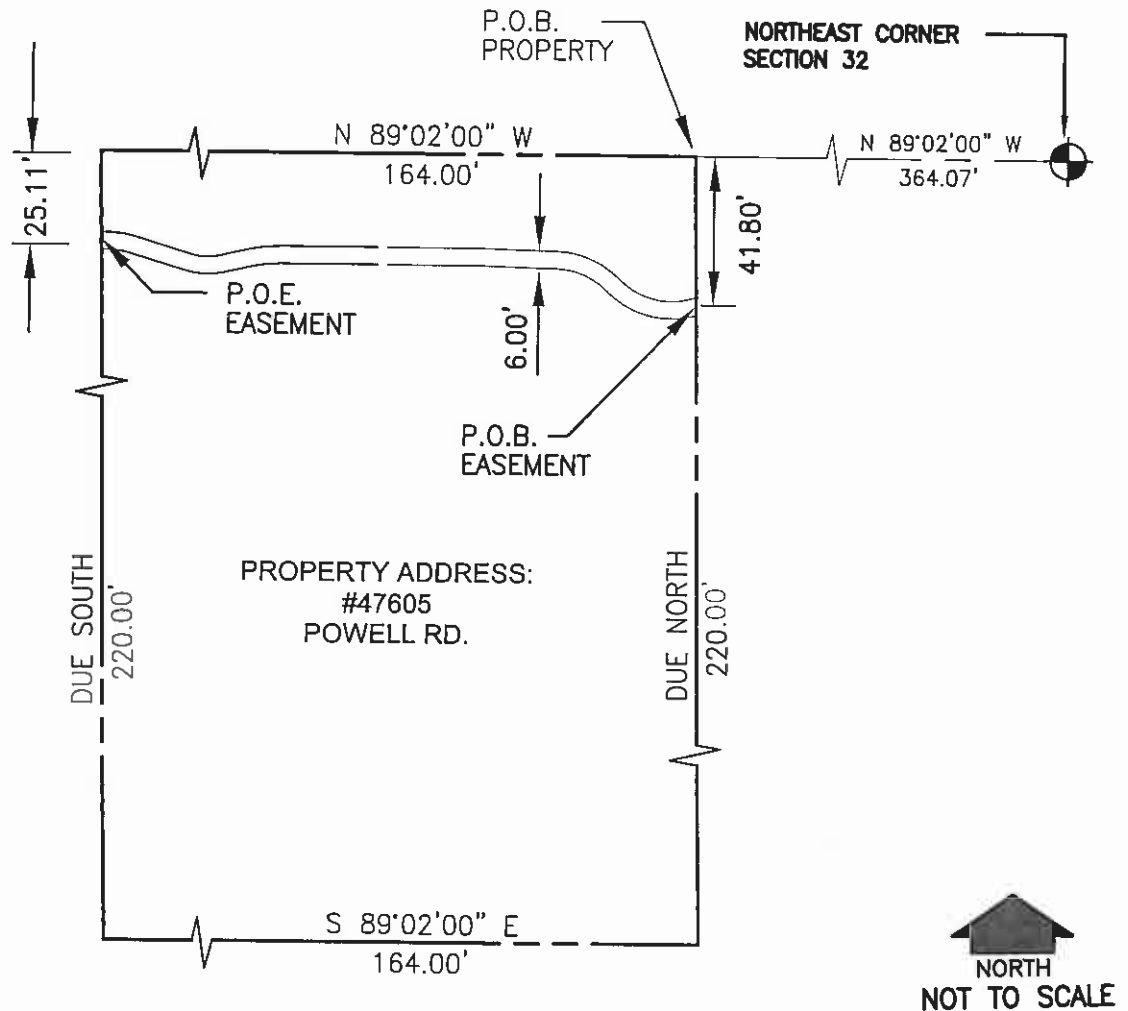 P.O.B.
PROPERTY
NORTHEAST CORNER
SECTION 32
N 89°02'00" W
164.00'
N 89°02'00" W
364.07'
25.11'
41.80'
P.O.E.
EASEMENT
6.00'
P.O.B.
EASEMENT
PROPERTY ADDRESS:
#47605
POWELL RD.
DUE SOUTH
220.00'
DUE NORTH
220.00'
S 89°02'00" E
164.00'
NORTH
NOT TO SCALE